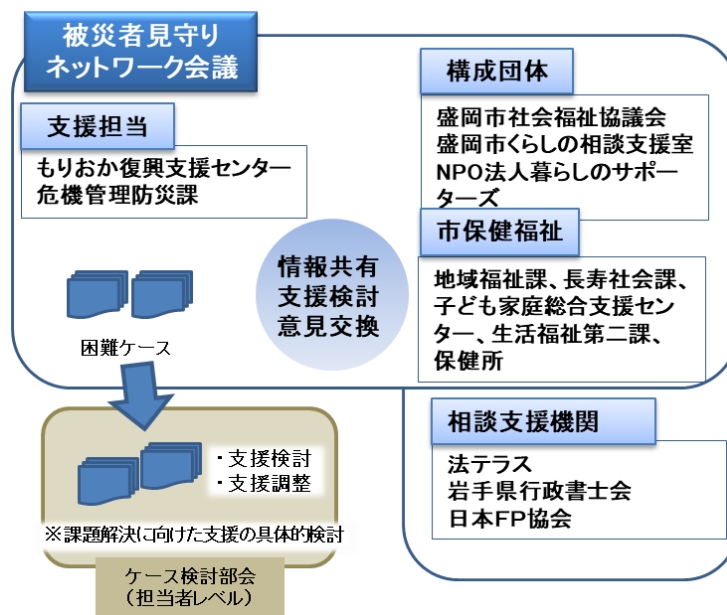 被災者見守り
ネットワーク会議
支援担当
もりおか復興支援センター
危機管理防災課
構成団体
盛岡市社会福祉協議会
盛岡市くらしの相談支援室
NPO法人暮らしのサポー
ターズ
市保健福祉
地域福祉課、長寿社会課、
子ども家庭総合支援セン
ター、生活福祉第二課、
保健所
情報共有
支援検討
意見交換
困難ケース
・支援検討
・支援調整
※課題解決に向けた支援の具体的検討
ケース検討部会
(担当者レベル)
相談支援機関
法テラス
岩手県行政書士会
日本FP協会